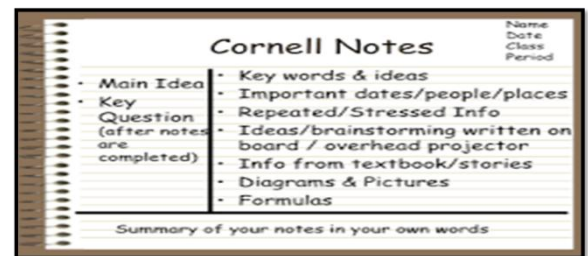 Name
Date
Class
Period
Cornell Notes
• Main Idea
• Key
Question
(after notes
are
completed)
• Key words & ideas
• Important dates/people/places
• Repeated/Stressed Info
• Ideas/brainstorming written on
board / overhead projector
• Info from textbook/stories
• Diagrams & Pictures
• Formulas
Summary of your notes in your own words